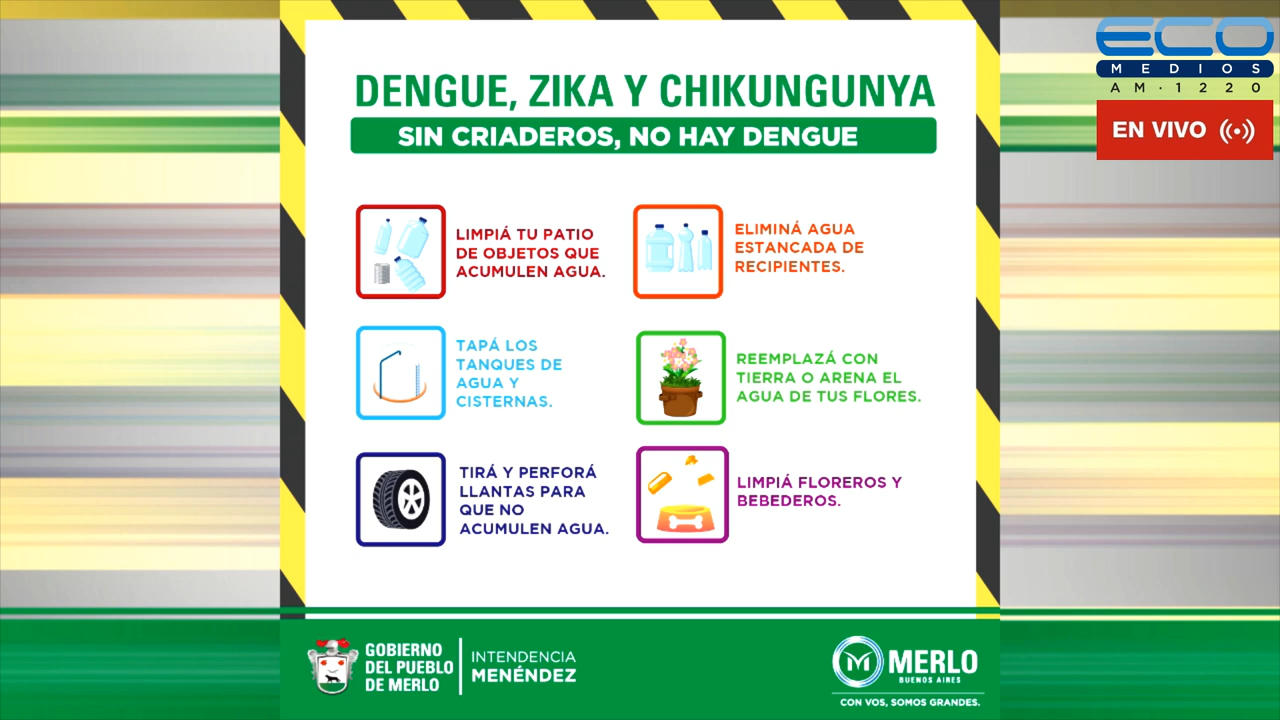 DENGUE, ZIKA Y CHIKUNGUNYA
SIN CRIADEROS, NO HAY DENGUE
LIMPIÁ TU PATIO
DE OBJETOS QUE
ACUMULEN AGUA.
ELIMINÁ AGUA
ESTANCADA DE
RECIPIENTES.
TAPÁ LOS
TANQUES DE
AGUA Y
CISTERNAS.
REEMPLAZÁ CON
TIERRA O ARENA EL
AGUA DE TUS FLORES.
TIRÁ Y PERFORÁ
LLANTAS PARA
QUE NO
ACUMULEN AGUA.
LIMPIÁ FLOREROS Y
BEBEDEROS.
GOBIERNO
DEL PUEBLO
DE MERLO
INTENDENCIA
MENÉNDEZ
M MERLO
BUENOS AIRES
CON VOS, SOMOS GRANDES.
ECO
MEDIOS
AM·1220
EN VIVO